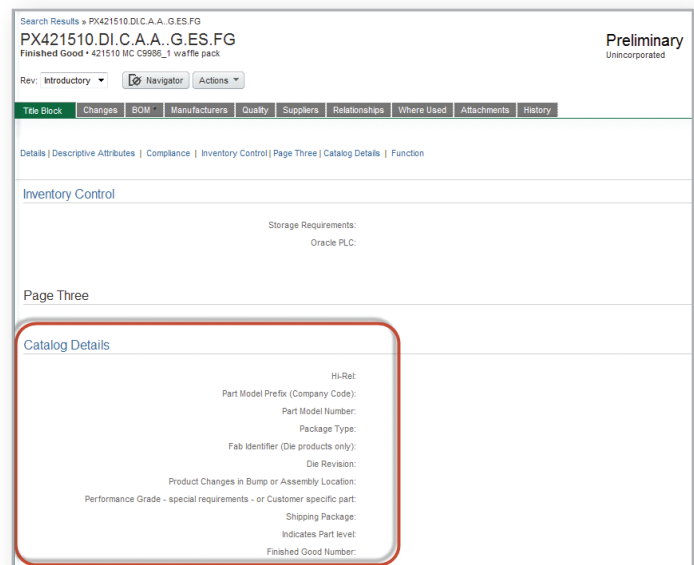 Search Results » PX421510.DI.C.A.A..G.ES.FG
PX421510.DI.C.A.A..G.ES.FG
Finished Good • 421510 MC C9986_1 waffle pack
Preliminary
Unincorporated
Rev: Introductory Navigator Actions
Title Block Changes BOM * Manufacturers Quality Suppliers Relationships Where Used Attachments History
Details | Descriptive Attributes | Compliance | Inventory Control | Page Three | Catalog Details | Function
Inventory Control
Storage Requirements:
Oracle PLC:
Page Three
Catalog Details
Hi-Rel:
Part Model Prefix (Company Code):
Part Model Number:
Package Type:
Fab Identifier (Die products only):
Die Revision:
Product Changes in Bump or Assembly Location:
Performance Grade - special requirements - or Customer specific part:
Shipping Package:
Indicates Part level:
Finished Good Number: